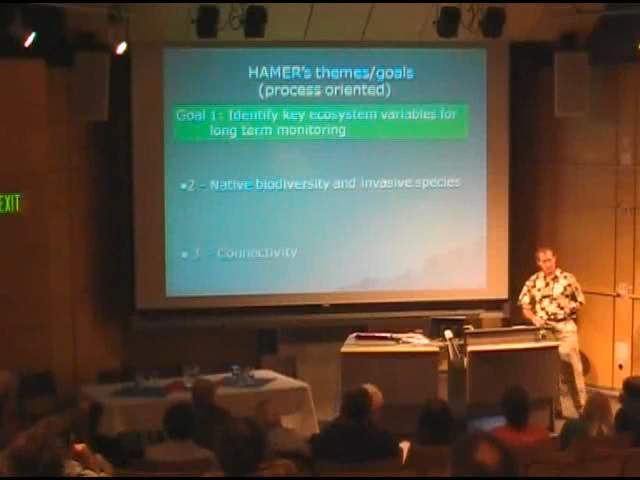 HAMER's themes/goals
(process oriented)
Goal 1: Identify key ecosystem variables for
long term monitoring
•2 – Native biodiversity and invasive species
• 3 – Connectivity
EXIT